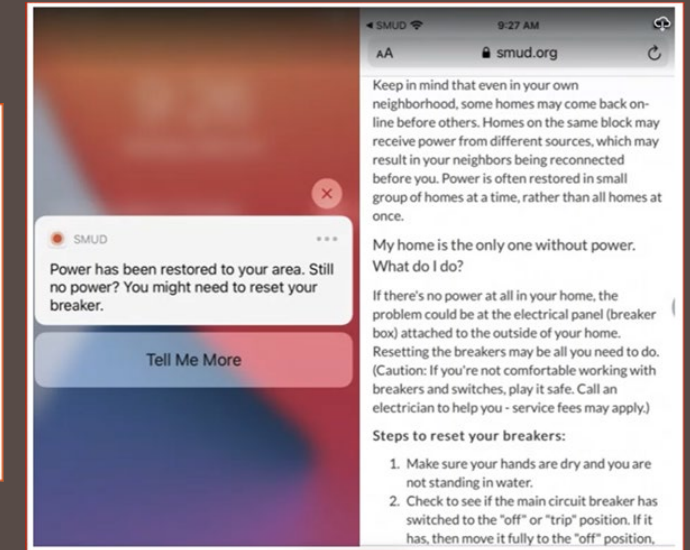 SMUD
Power has been restored to your area. Still
no power? You might need to reset your
breaker.
Tell Me More
SMUD
9:27 AM
AA
smud.org
Keep in mind that even in your own
neighborhood, some homes may come back on-
line before others. Homes on the same block may
receive power from different sources, which may
result in your neighbors being reconnected
before you. Power is often restored in small
group of homes at a time, rather than all homes at
once.
My home is the only one without power.
What do I do?
If there's no power at all in your home, the
problem could be at the electrical panel (breaker
box) attached to the outside of your home.
Resetting the breakers may be all you need to do.
(Caution: If you're not comfortable working with
breakers and switches, play it safe. Call an
electrician to help you - service fees may apply.)
Steps to reset your breakers:
1. Make sure your hands are dry and you are
not standing in water.
2. Check to see if the main circuit breaker has
switched to the "off" or "trip" position. If it
has, then move it fully to the "off" position,